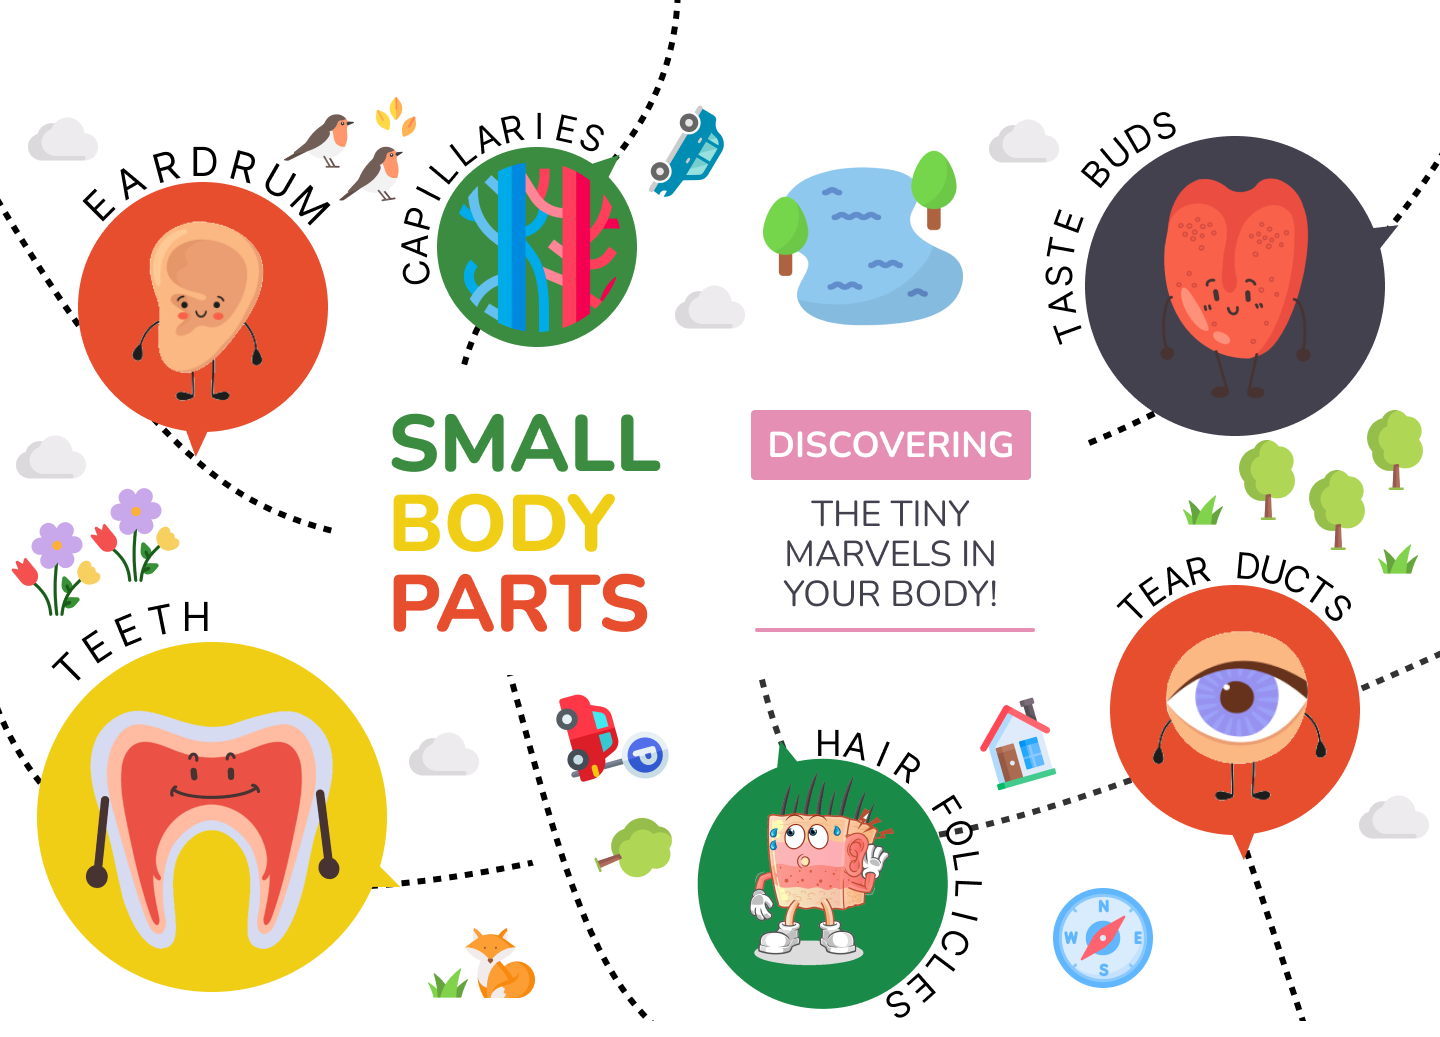 EARDRUM
CAPILLARIES
TASTE BUDS
SMALL
BODY
PARTS
DISCOVERING
THE TINY
MARVELS IN
YOUR BODY!
TEETH
TEAR DUCTS
P
HAIR FOLLICLES
N
W E
S